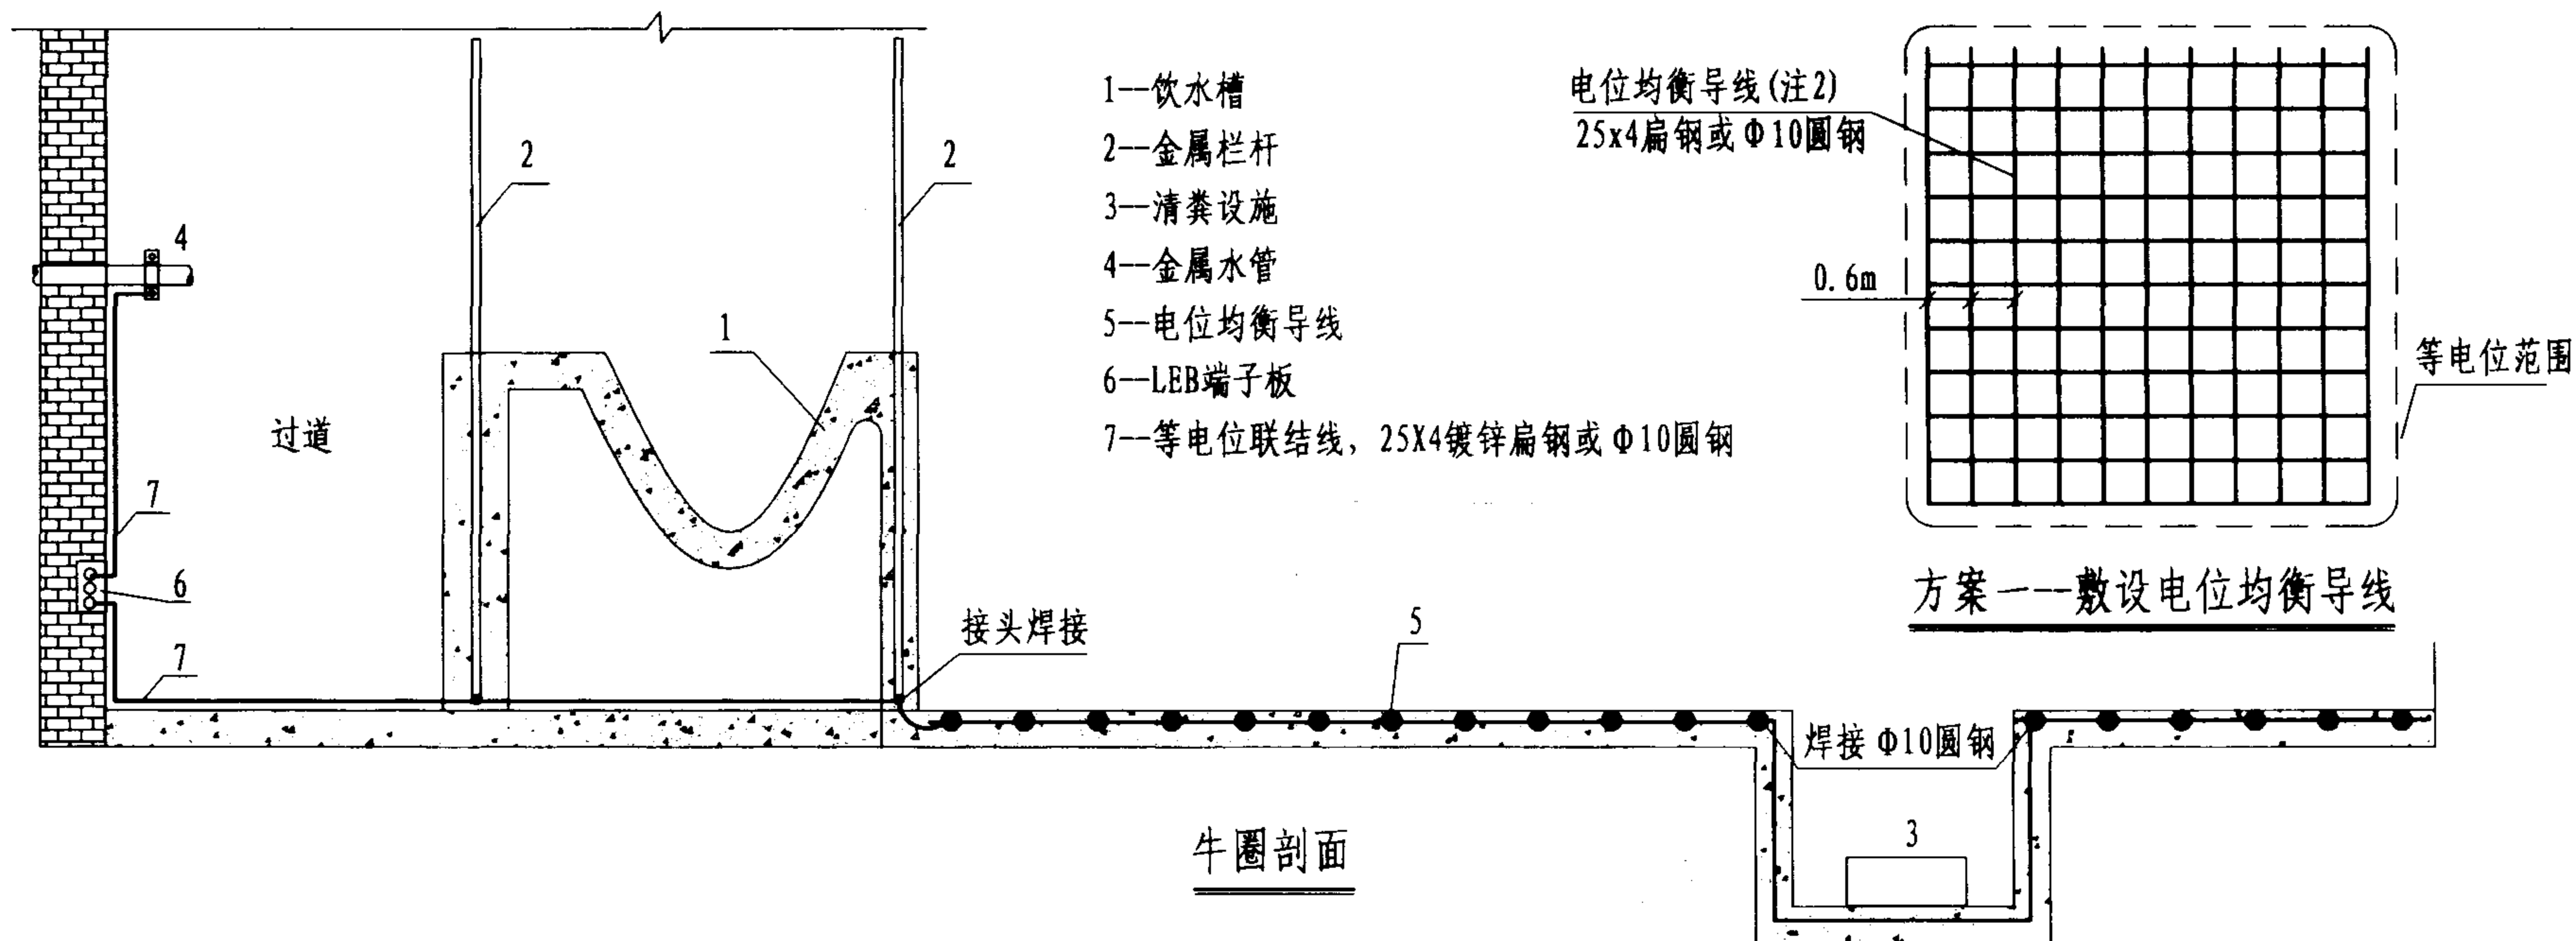 1--饮水槽
2--金属栏杆
3--清粪设施
4--金属水管
5--电位均衡导线
6--LEB端子板
7--等电位联结线，25X4镀锌扁钢或Φ10圆钢
2
2
4
1
过道
7
6
7
接头焊接
5
焊接Φ10圆钢
3
牛圈剖面
电位均衡导线(注2)
25x4扁钢或Φ10圆钢
0.6m
等电位范围
方案一--敷设电位均衡导线